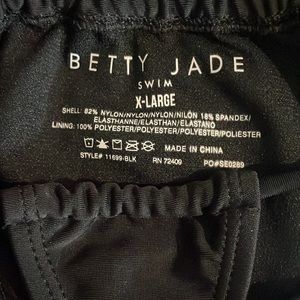 BETTY JADE
SWIM
X-LARGE
SHELL: 82% NYLON/NYLON/NYLON/NILÓN 18% SPANDEX/
ELASTHANNE/ELASTHAN/ELASTANO
LINING: 100% POLYESTER/POLYESTER/POLYESTER/POLIÉSTER
MADE IN CHINA
STYLE# 11699-BLK RN 72409 PO#SE0289